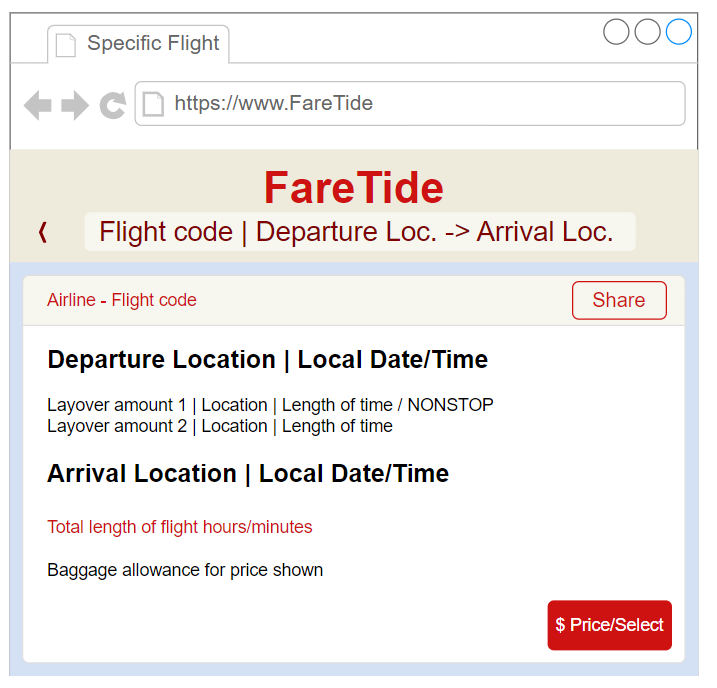 Specific Flight
https://www.FareTide
FareTide
Flight code | Departure Loc. -> Arrival Loc.
Airline - Flight code
Share
Departure Location | Local Date/Time
Layover amount 1 | Location | Length of time / NONSTOP
Layover amount 2 | Location | Length of time
Arrival Location | Local Date/Time
Total length of flight hours/minutes
Baggage allowance for price shown
$ Price/Select